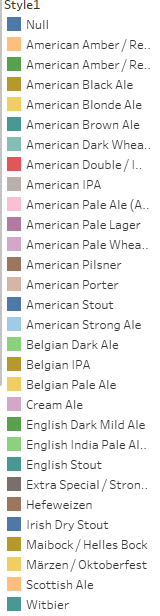 Style1
Null
American Amber / Re..
American Amber / Re..
American Black Ale
American Blonde Ale
American Brown Ale
American Dark Whea..
American Double / I..
American IPA
American Pale Ale (A..
American Pale Lager
American Pale Whea..
American Pilsner
American Porter
American Stout
American Strong Ale
Belgian Dark Ale
Belgian IPA
Belgian Pale Ale
Cream Ale
English Dark Mild Ale
English India Pale Al..
English Stout
Extra Special / Stron..
Hefeweizen
Irish Dry Stout
Maibock / Helles Bock
Märzen / Oktoberfest
Scottish Ale
Witbier